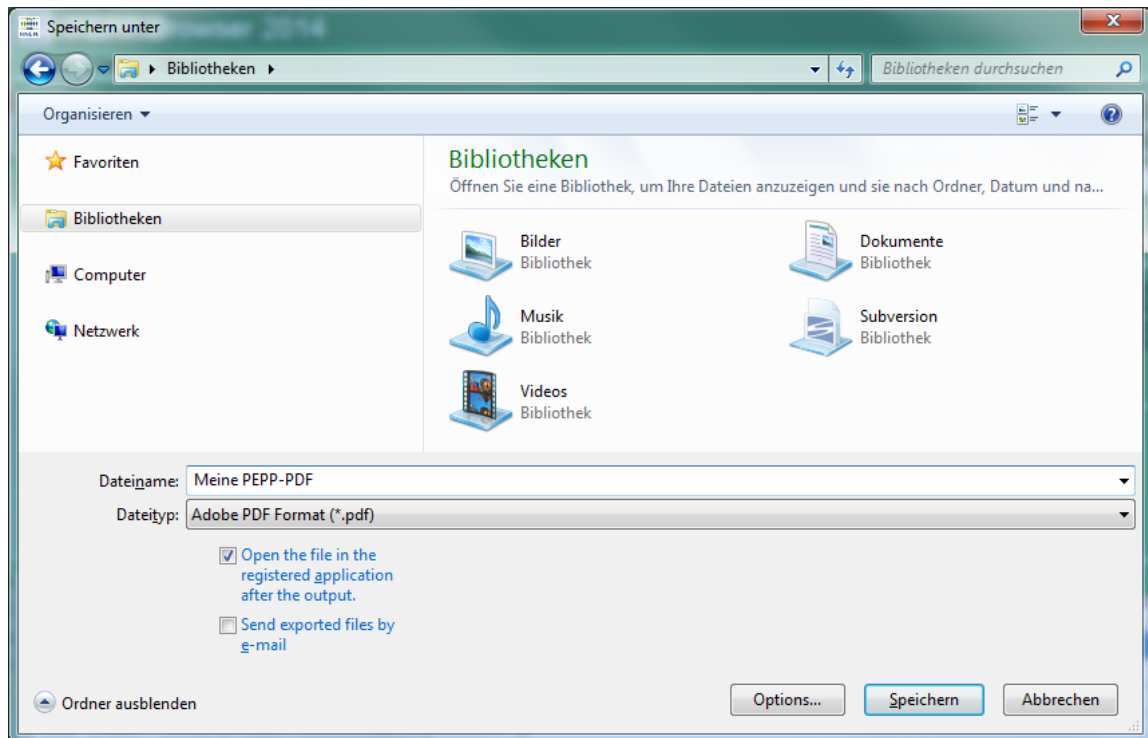 Speichern unter
Browser 2014
Bibliotheken
Bibliotheken durchsuchen
Organisieren
Favoriten
Bibliotheken
Computer
Netzwerk
Bibliotheken
Öffnen Sie eine Bibliothek, um Ihre Dateien anzuzeigen und sie nach Ordner, Datum und na...
Bilder
Bibliothek
Dokumente
Bibliothek
Musik
Bibliothek
Subversion
Bibliothek
Videos
Bibliothek
Dateiname: Meine PEPP-PDF
Dateityp: Adobe PDF Format (*.pdf)
Open the file in the
registered application
after the output.
Send exported files by
e-mail
Ordner ausblenden
Options...
Speichern
Abbrechen